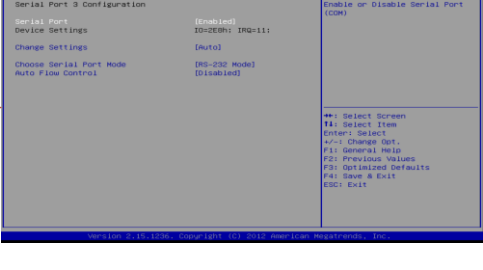 Serial Port 3 Configuration
Serial Port [Enabled]
Device Settings IO=2E8h; IRQ=11;
Change Settings [Auto]
Choose Serial Port Mode [RS-232 Mode]
Auto Flow Control [Disabled]
Enable or Disable Serial Port
(COM)
→←: Select Screen
↑↓: Select Item
Enter: Select
+/-: Change Opt.
F1: General Help
F2: Previous Values
F3: Optimized Defaults
F4: Save & Exit
ESC: Exit
Version 2.15.1236. Copyright (C) 2012 American Megatrends, Inc.